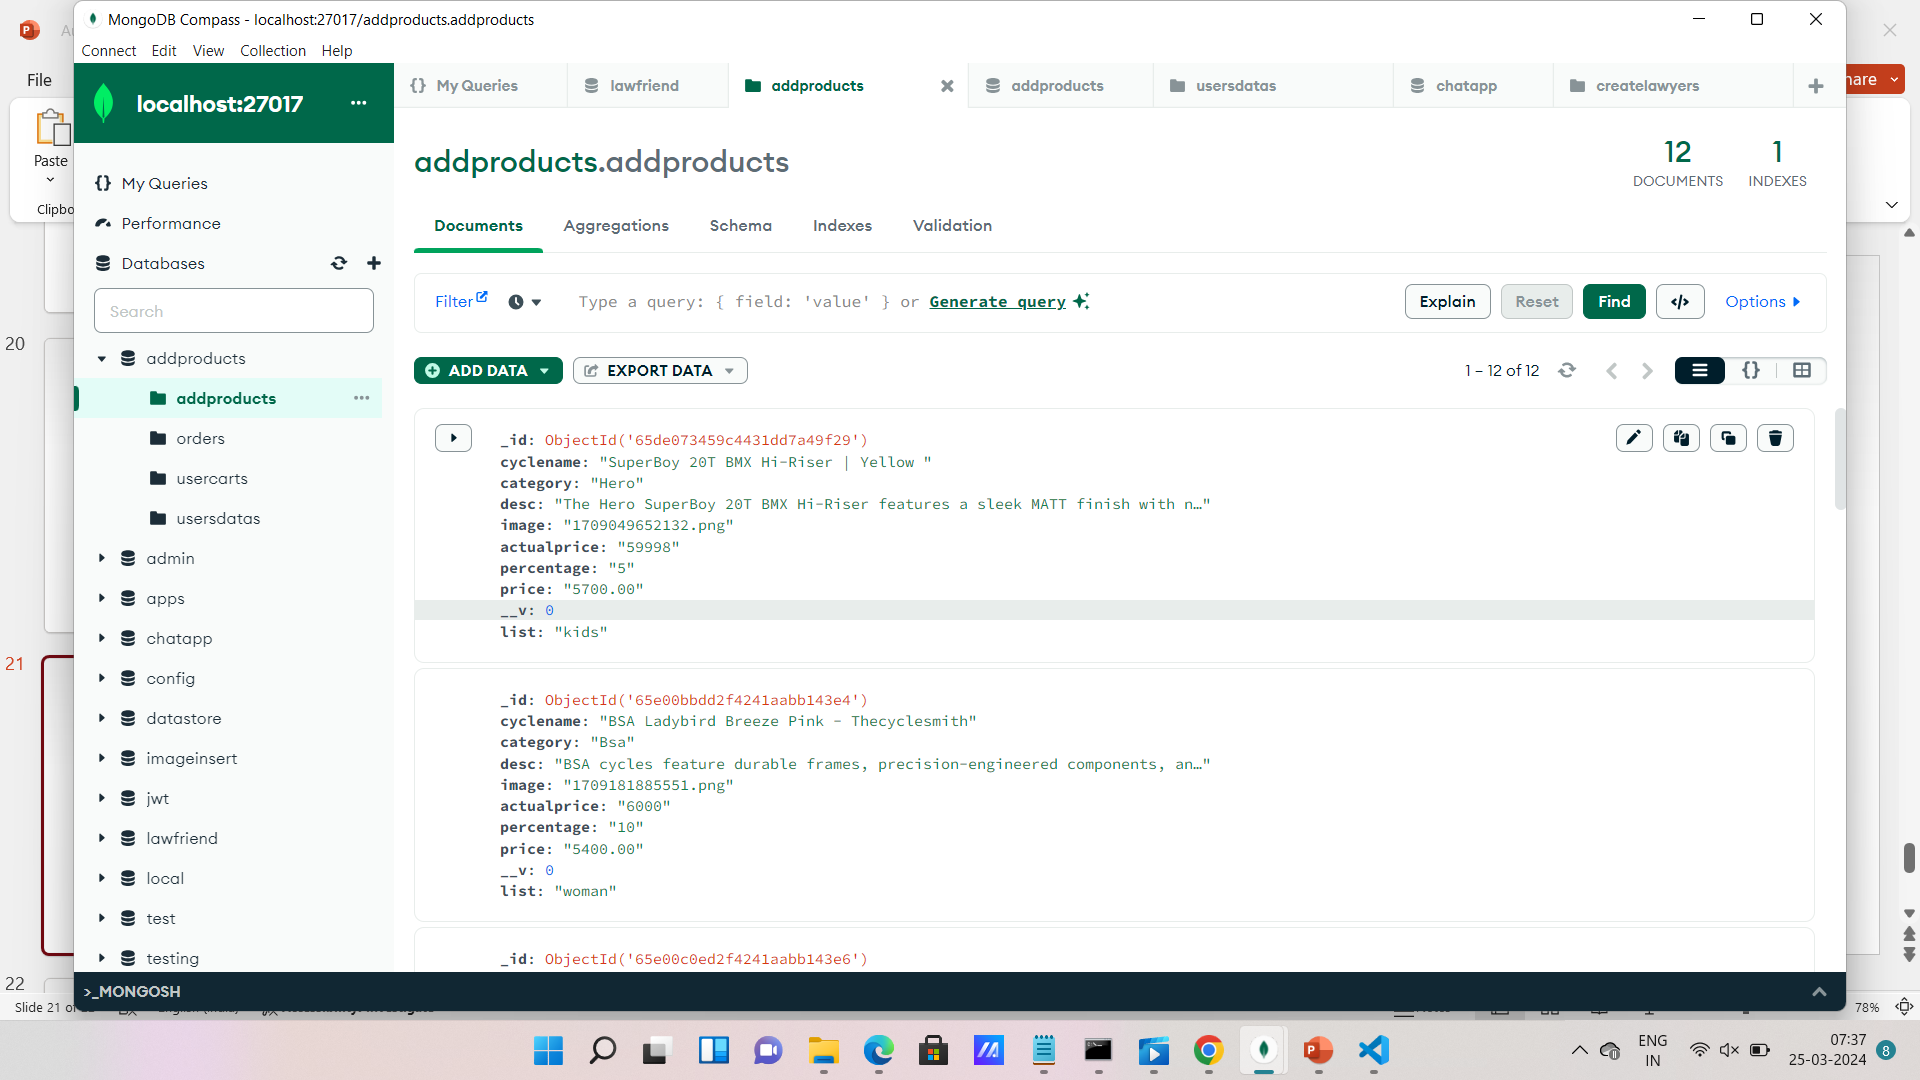 MongoDB Compass - localhost:27017/addproducts.addproducts
Connect Edit View Collection Help
File
Paste
Clipbo
hare
localhost:27017
My Queries
Performance
Databases
Search
addproducts
addproducts
orders
usercarts
usersdatas
admin
apps
chatapp
config
datastore
imageinsert
jwt
lawfriend
local
test
testing
My Queries lawfriend addproducts addproducts usersdatas chatapp createlawyers
addproducts.addproducts
12 DOCUMENTS
1 INDEXES
Documents Aggregations Schema Indexes Validation
Filter Type a query: { field: 'value' } or Generate query Explain Reset Find </> Options
ADD DATA EXPORT DATA 1 – 12 of 12 {}
_id: ObjectId('65de073459c4431dd7a49f29')
cyclename: "SuperBoy 20T BMX Hi-Riser | Yellow "
category: "Hero"
desc: "The Hero SuperBoy 20T BMX Hi-Riser features a sleek MATT finish with n…"
image: "1709049652132.png"
actualprice: "59998"
percentage: "5"
price: "5700.00"
__v: 0
list: "kids"
_id: ObjectId('65e00bbdd2f4241aabb143e4')
cyclename: "BSA Ladybird Breeze Pink - Thecyclesmith"
category: "Bsa"
desc: "BSA cycles feature durable frames, precision-engineered components, an…"
image: "1709181885551.png"
actualprice: "6000"
percentage: "10"
price: "5400.00"
__v: 0
list: "woman"
_id: ObjectId('65e00c0ed2f4241aabb143e6')
>_MONGOSH
20
21
22
Slide 21 of
78%
ENG
IN
07:37
25-03-2024
8